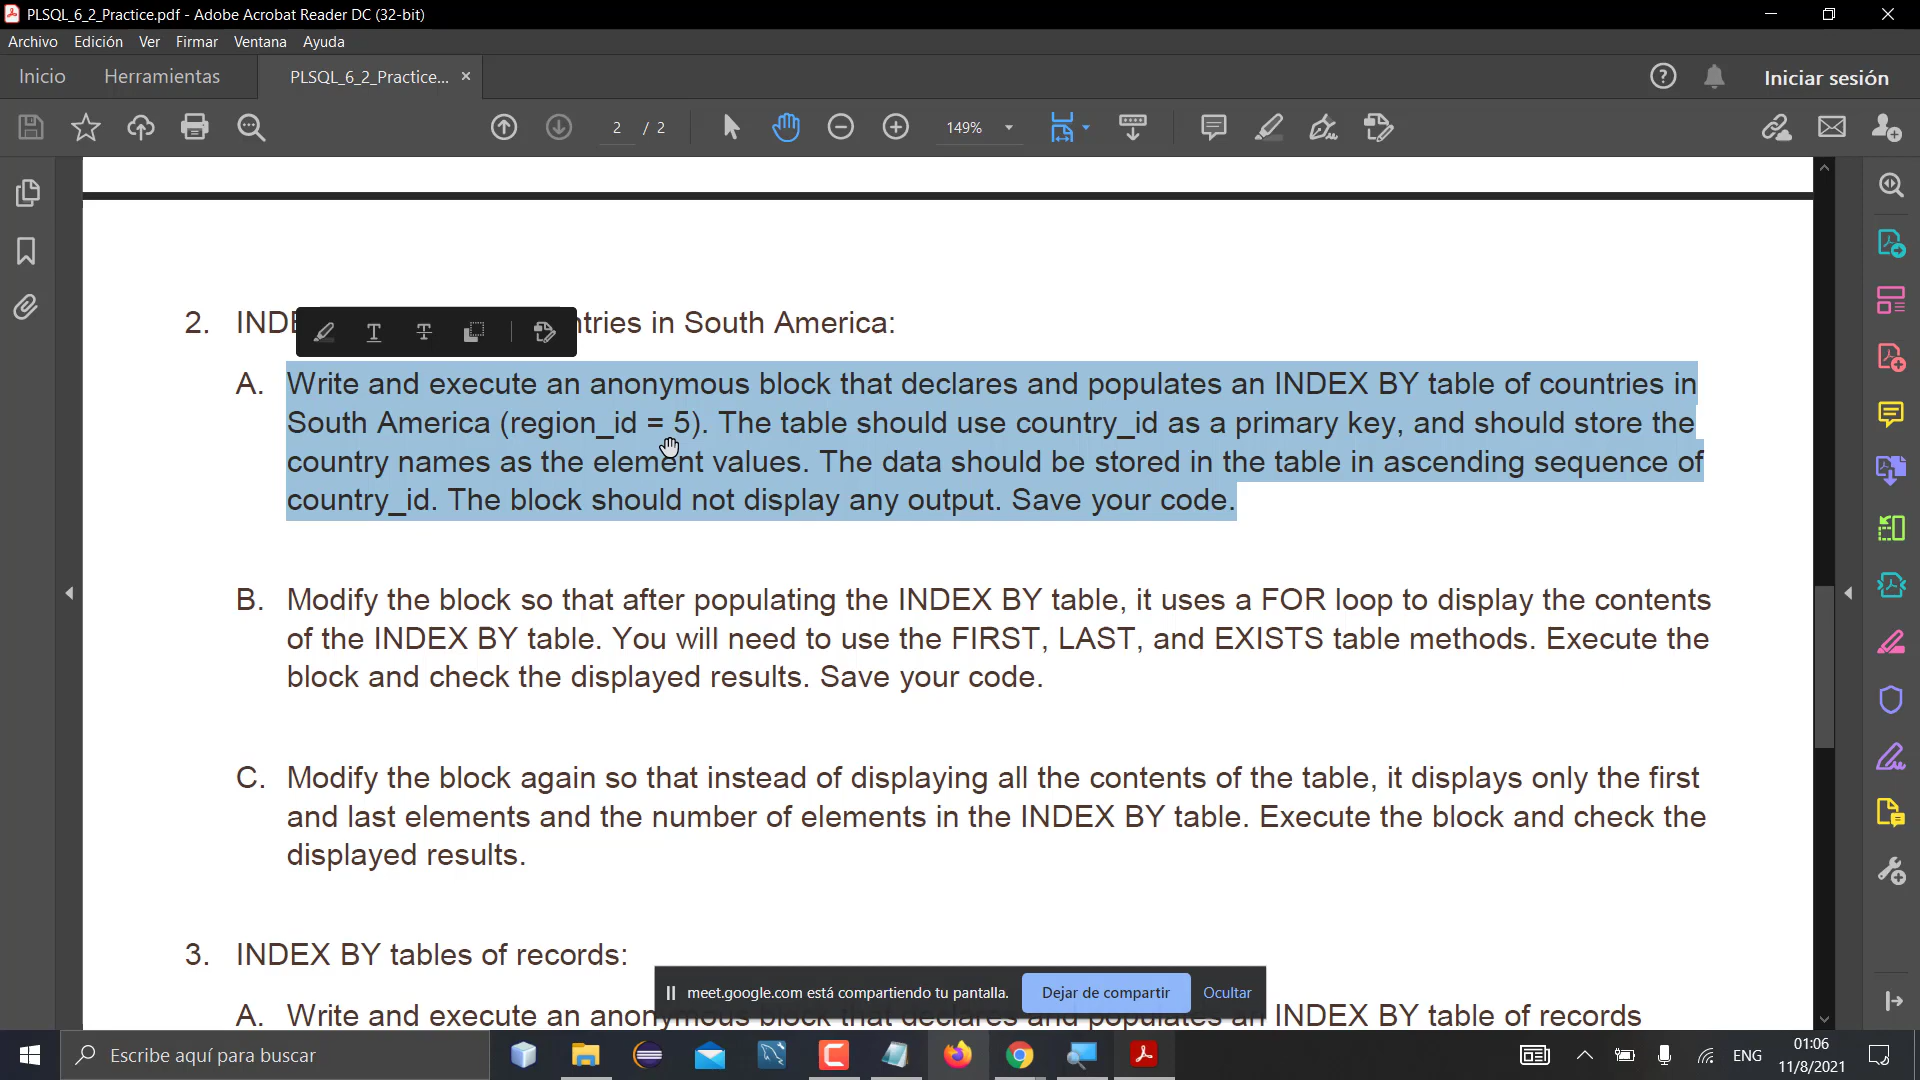 PLSQL_6_2_Practice.pdf - Adobe Acrobat Reader DC (32-bit)
Archivo Edición Ver Firmar Ventana Ayuda
Inicio Herramientas PLSQL_6_2_Practice... × Iniciar sesión
2 / 2 149%
2. INDE ntries in South America:
A. Write and execute an anonymous block that declares and populates an INDEX BY table of countries in
South America (region_id = 5). The table should use country_id as a primary key, and should store the
country names as the element values. The data should be stored in the table in ascending sequence of
country_id. The block should not display any output. Save your code.
B. Modify the block so that after populating the INDEX BY table, it uses a FOR loop to display the contents
of the INDEX BY table. You will need to use the FIRST, LAST, and EXISTS table methods. Execute the
block and check the displayed results. Save your code.
C. Modify the block again so that instead of displaying all the contents of the table, it displays only the first
and last elements and the number of elements in the INDEX BY table. Execute the block and check the
displayed results.
3. INDEX BY tables of records:
meet.google.com está compartiendo tu pantalla. Dejar de compartir Ocultar
A. Write and execute an anonymous block that declares and populates an INDEX BY table of records
Escribe aquí para buscar
ENG
01:06
11/8/2021